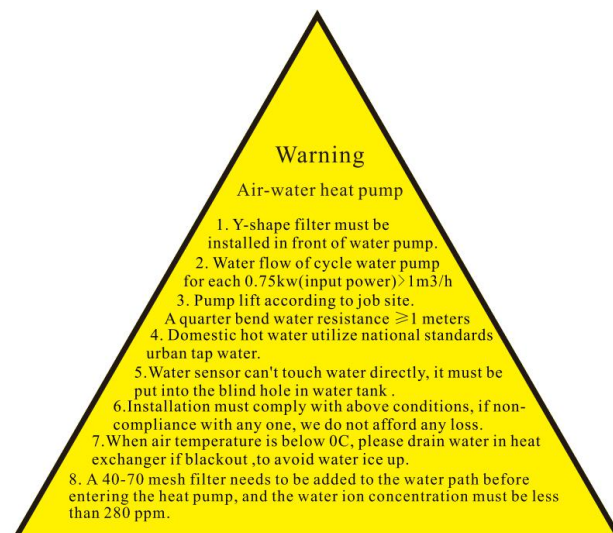 Warning
Air-water heat pump
1. Y-shape filter must be
installed in front of water pump.
2. Water flow of cycle water pump
for each 0.75kw(input power)>1m3/h
3. Pump lift according to job site.
A quarter bend water resistance ≥1 meters
4. Domestic hot water utilize national standards
urban tap water.
5.Water sensor can't touch water directly, it must be
put into the blind hole in water tank .
6.Installation must comply with above conditions, if non-
compliance with any one, we do not afford any loss.
7.When air temperature is below 0C, please drain water in heat
exchanger if blackout ,to avoid water ice up.
8. A 40-70 mesh filter needs to be added to the water path before
entering the heat pump, and the water ion concentration must be less
than 280 ppm.